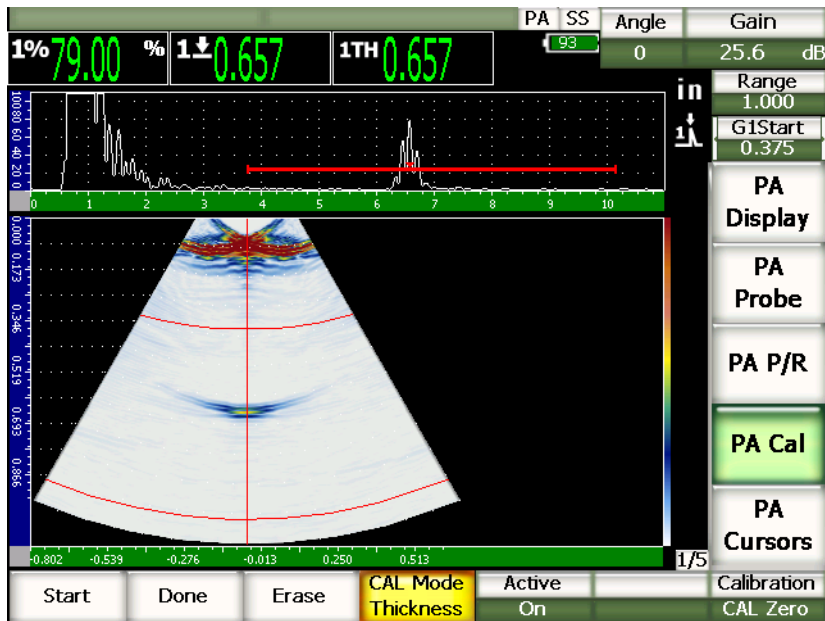 PA SS Angle Gain
1% 79.00 % 1 0.657 1TH 0.657 93 0 25.6 dB
in Range
1.000
1 G1Start
0.375
100 80 60 40 20 0
0 1 2 3 4 5 6 7 8 9 10
PA
Display
PA
Probe
PA P/R
PA Cal
PA
Cursors
0.000 0.173 0.346 0.519 0.693 0.866
-0.802 -0.539 -0.276 -0.013 0.250 0.513
1/5
Start Done Erase CAL Mode Active Calibration
Thickness On CAL Zero